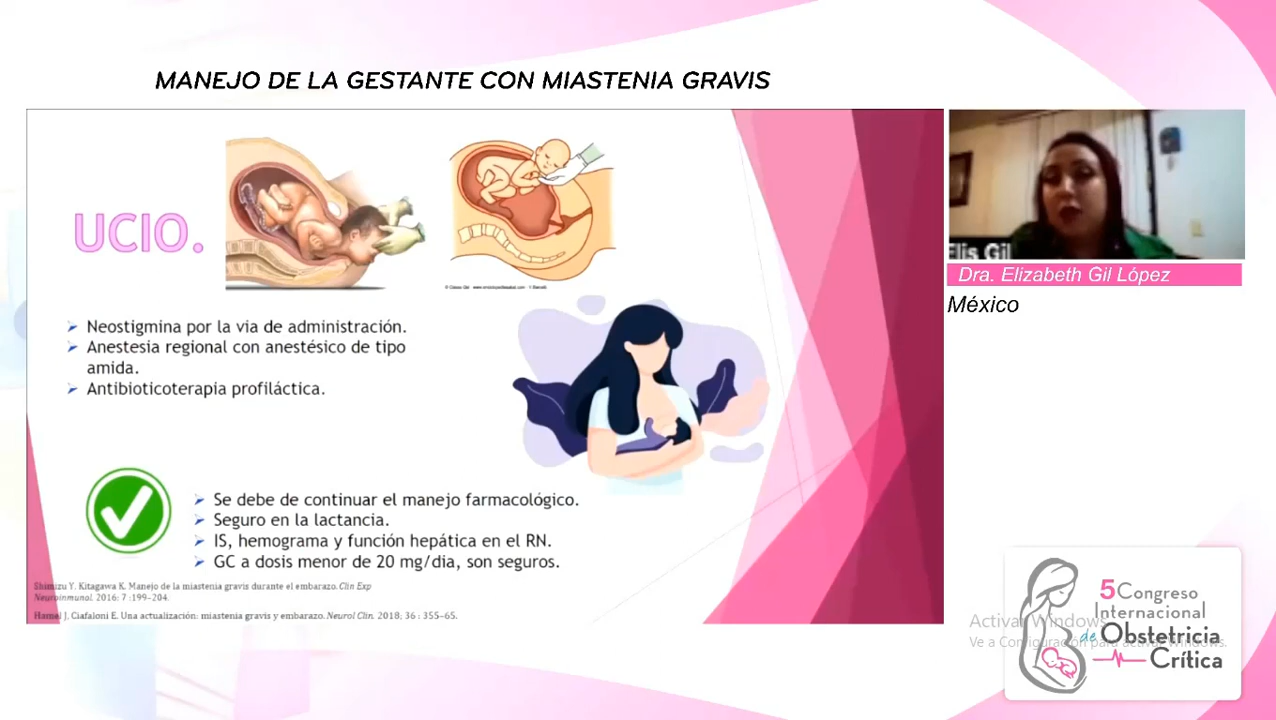 MANEJO DE LA GESTANTE CON MIASTENIA GRAVIS
UCIO.
Neostigmina por la via de administración.
Anestesia regional con anestésico de tipo
amida.
Antibioticoterapia profiláctica.
Se debe de continuar el manejo farmacológico.
Seguro en la lactancia.
IS, hemograma y función hepática en el RN.
GC a dosis menor de 20 mg/dia, son seguros.
Shimizu Y. Kitagawa K. Manejo de la miastenia gravis durante el embarazo. Clin Exp
Neuroinmunol. 2016; 7 :199–204.
Hamel J, Ciafaloni E. Una actualización: miastenia gravis y embarazo. Neurol Clin. 2018; 36 : 355–65.
Elis Gil
Dra. Elizabeth Gil López
México
5 Congreso
Internacional
de Obstetricia
Crítica
Activar Windows
Ve a Configuración para activar Windows.